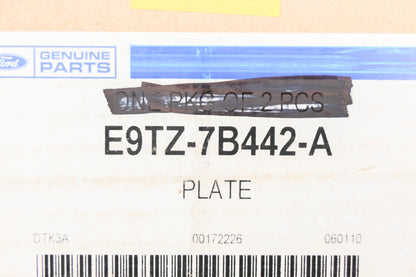 Ford
GENUINE
PARTS
ONE PKG OF 2 PCS
E9TZ-7B442-A
PLATE
DTK3A 00172226 060110